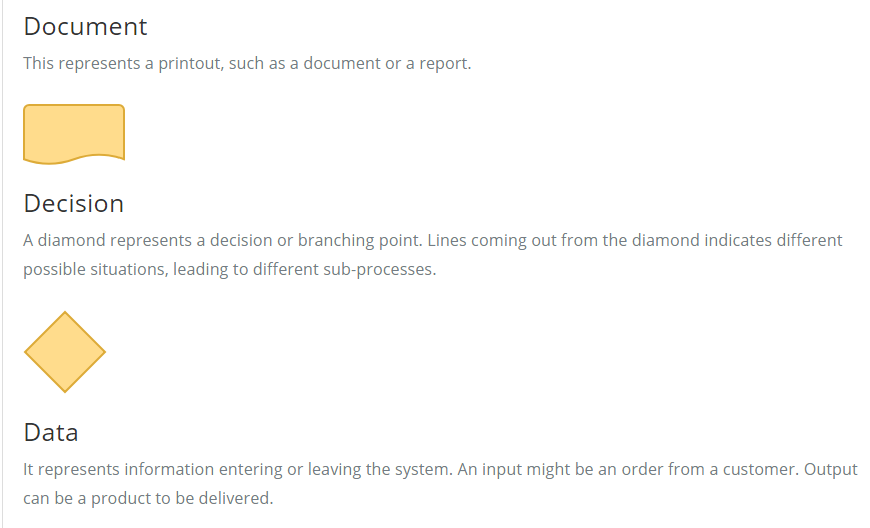 Document
This represents a printout, such as a document or a report.
Decision
A diamond represents a decision or branching point. Lines coming out from the diamond indicates different
possible situations, leading to different sub-processes.
Data
It represents information entering or leaving the system. An input might be an order from a customer. Output
can be a product to be delivered.